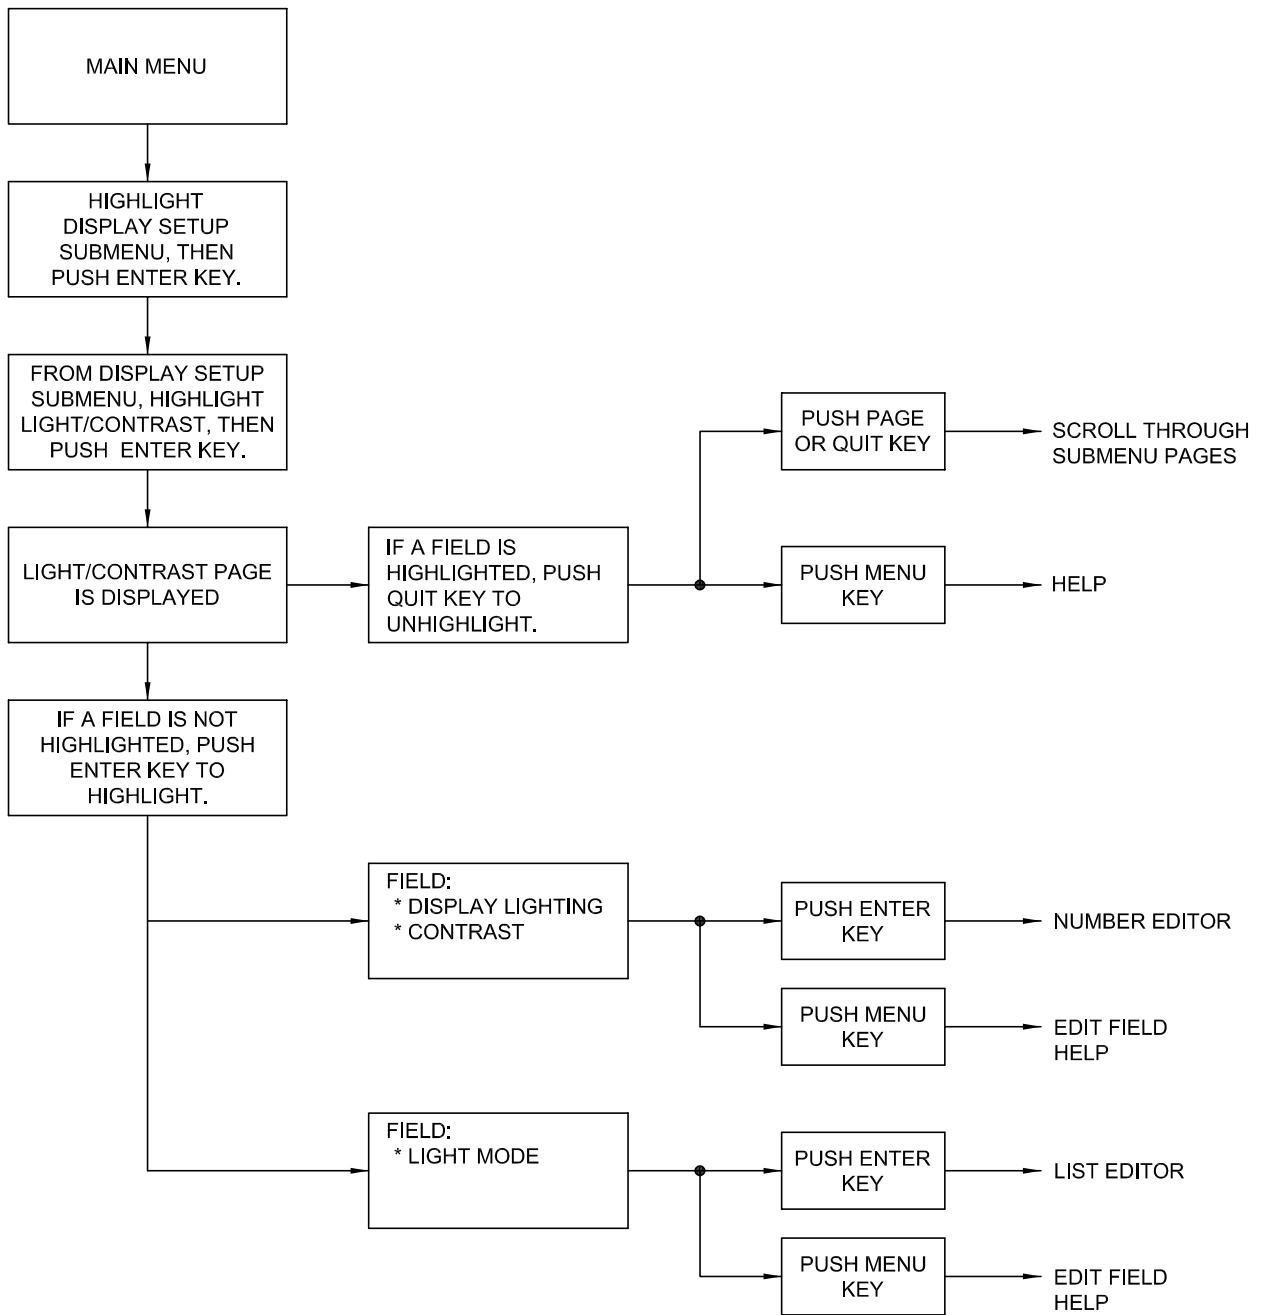 MAIN MENU
HIGHLIGHT
DISPLAY SETUP
SUBMENU, THEN
PUSH ENTER KEY.
FROM DISPLAY SETUP
SUBMENU, HIGHLIGHT
LIGHT/CONTRAST, THEN
PUSH ENTER KEY.
LIGHT/CONTRAST PAGE
IS DISPLAYED
IF A FIELD IS
HIGHLIGHTED, PUSH
QUIT KEY TO
UNHIGHLIGHT.
PUSH PAGE
OR QUIT KEY
SCROLL THROUGH
SUBMENU PAGES
PUSH MENU
KEY
HELP
IF A FIELD IS NOT
HIGHLIGHTED, PUSH
ENTER KEY TO
HIGHLIGHT.
FIELD:
* DISPLAY LIGHTING
* CONTRAST
PUSH ENTER
KEY
NUMBER EDITOR
PUSH MENU
KEY
EDIT FIELD
HELP
FIELD:
* LIGHT MODE
PUSH ENTER
KEY
LIST EDITOR
PUSH MENU
KEY
EDIT FIELD
HELP